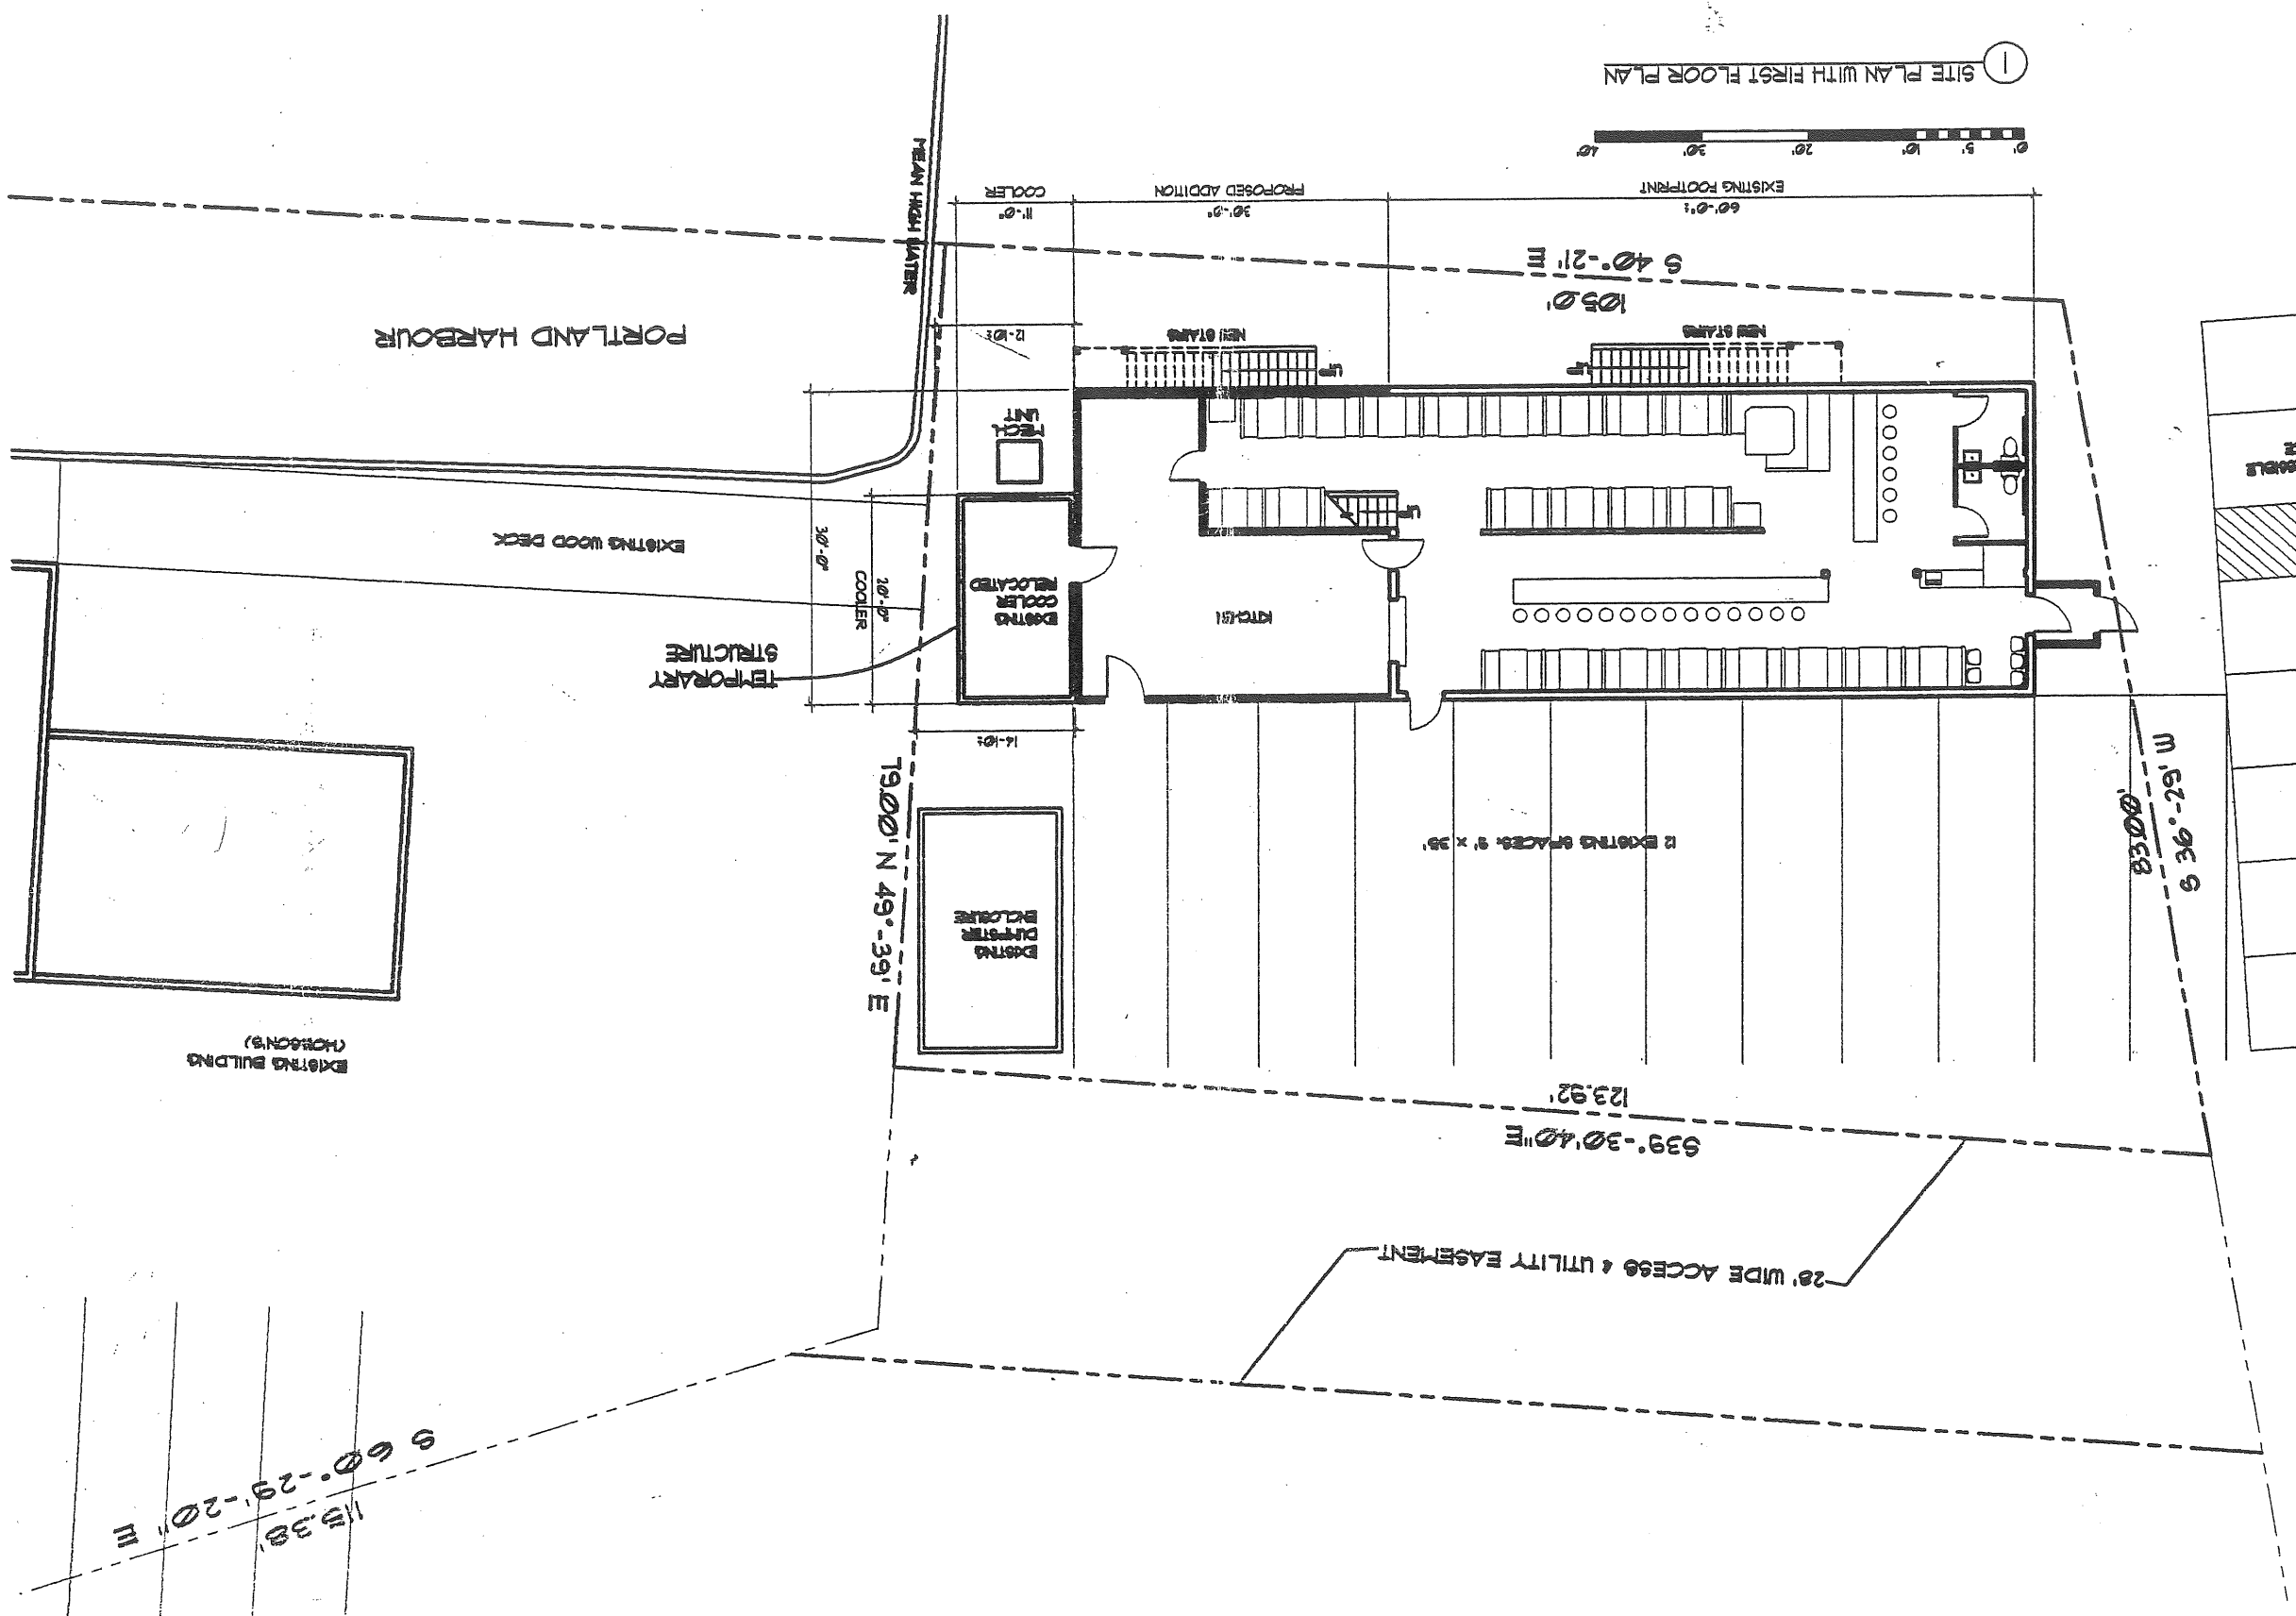 115.38'
S 60°-29'-20" E
28' WIDE ACCESS & UTILITY EASEMENT
S39°-30'40"E
123.92'
EXISTING BUILDING
(HOBSON'S)
EXISTING
DUMPSTER
ENCLOSURE
79.00' N 49°-39' E
12 EXISTING SPACES: 9' x 35'
83.00'
S 36°-29' W
14'-10"±
TEMPORARY
STRUCTURE
20'-0"
COOLER
30'-0"
EXISTING
COOLER
RELOCATED
KITCHEN
EXISTING WOOD DECK
UP
MECH.
UNIT
UP
UP
NEW STAIRS
NEW STAIRS
12'-10"±
PORTLAND HARBOUR
MEAN HIGH WATER
105.0'
S 40°-21' E
60'-0"±
EXISTING FOOTPRINT
30'-0"
PROPOSED ADDITION
11'-0"
COOLER
0' 5' 10' 20' 30' 40'
1
SITE PLAN WITH FIRST FLOOR PLAN